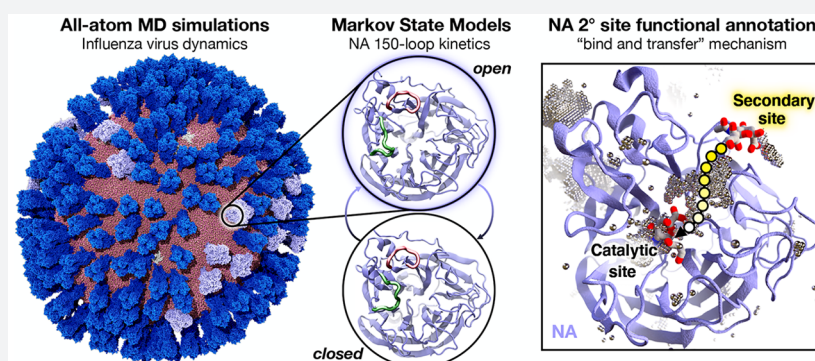 All-atom MD simulations
Influenza virus dynamics
Markov State Models
NA 150-loop kinetics
open
closed
NA 2° site functional annotation
“bind and transfer” mechanism
Secondary
site
Catalytic
site
NA